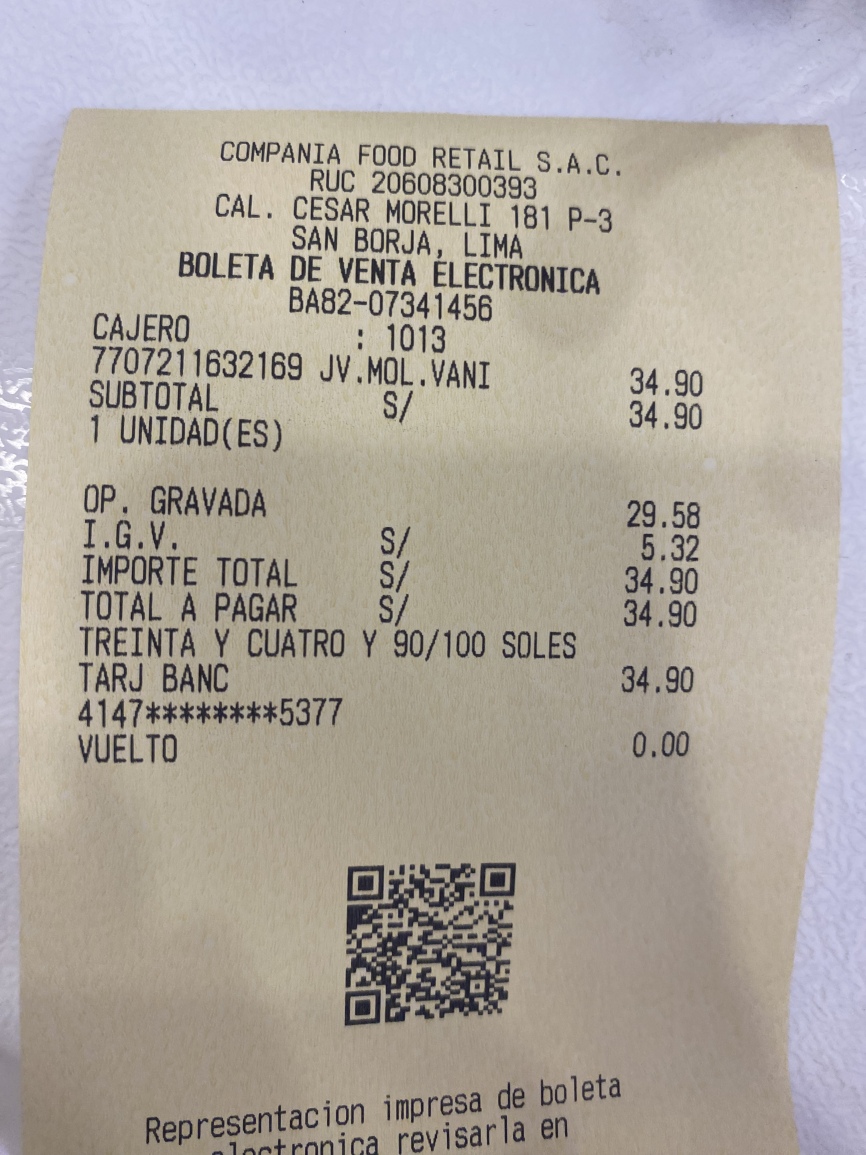 COMPANIA FOOD RETAIL S.A.C.
RUC 20608300393
CAL. CESAR MORELLI 181 P-3
SAN BORJA, LIMA
BOLETA DE VENTA ELECTRONICA
BA82-07341456
CAJERO : 1013
7707211632169 JV.MOL.VANI 34.90
SUBTOTAL S/ 34.90
1 UNIDAD(ES)
OP. GRAVADA 29.58
I.G.V. S/ 5.32
IMPORTE TOTAL S/ 34.90
TOTAL A PAGAR S/ 34.90
TREINTA Y CUATRO Y 90/100 SOLES
TARJ BANC 34.90
4147********5377
VUELTO 0.00
Representacion impresa de boleta
electronica revisarla en